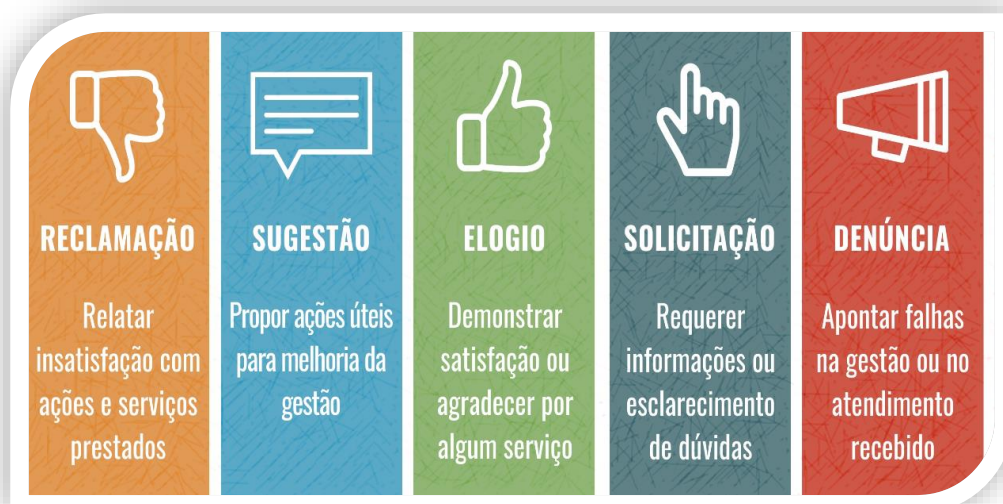 RECLAMAÇÃO
Relatar
insatisfação com
ações e serviços
prestados
SUGESTÃO
Propor ações úteis
para melhoria da
gestão
ELOGIO
Demonstrar
satisfação ou
agradecer por
algum serviço
SOLICITAÇÃO
Requerer
informações ou
esclarecimento
de dúvidas
DENÚNCIA
Apontar falhas
na gestão ou no
atendimento
recebido